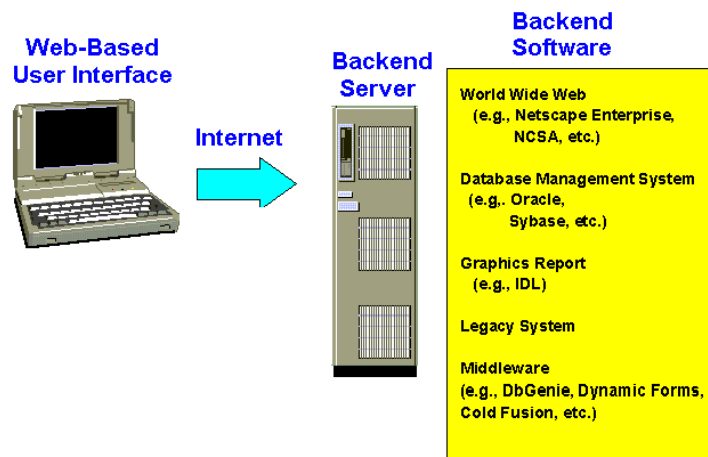 Web-Based
User Interface
Internet
Backend
Server
Backend
Software
World Wide Web
(e.g., Netscape Enterprise,
NCSA, etc.)
Database Management System
(e.g,. Oracle,
Sybase, etc.)
Graphics Report
(e.g., IDL)
Legacy System
Middleware
(e.g., DbGenie, Dynamic Forms,
Cold Fusion, etc.)